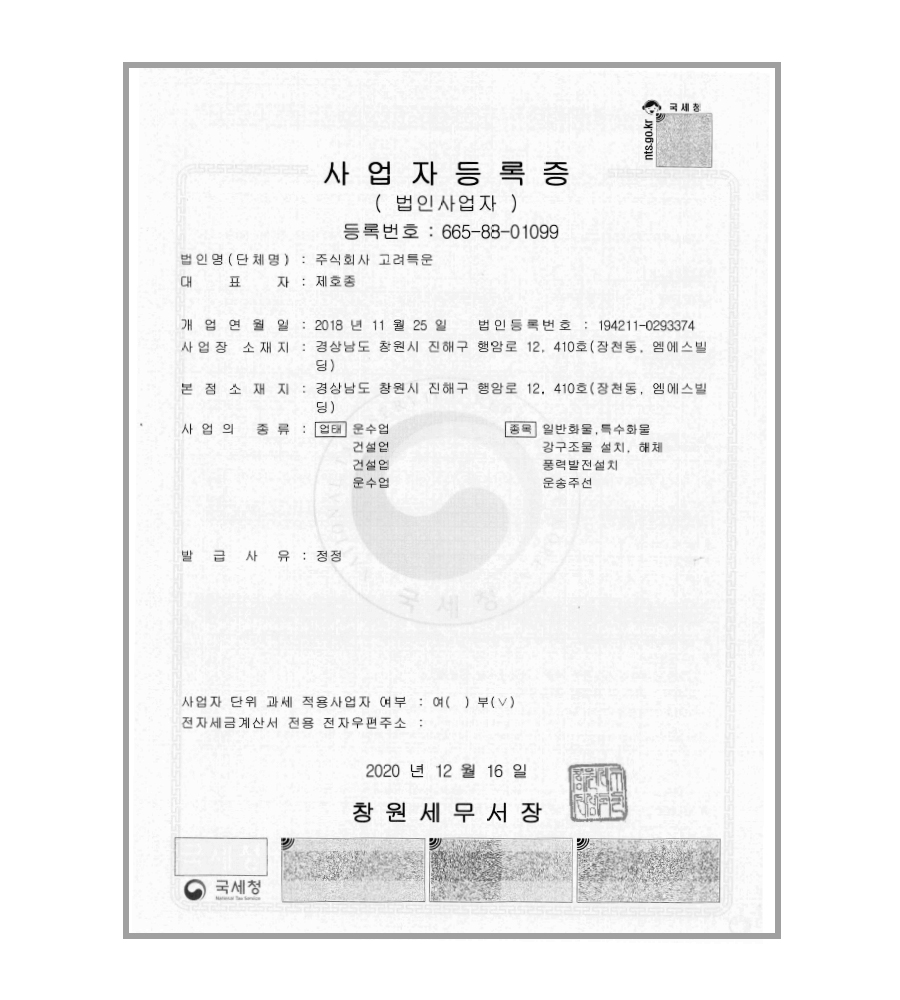 국세청
nts.go.kr
사업자등록증
( 법인사업자 )
등록번호 : 665-88-01099
법인명(단체명) : 주식회사 고려특운
대 표 자 : 제호종
개 업 연 월 일 : 2018 년 11 월 25 일 법인등록번호 : 194211-0293374
사업장 소재지 : 경상남도 창원시 진해구 행암로 12, 410호(장천동, 엠에스빌
딩)
본 점 소 재 지 : 경상남도 창원시 진해구 행암로 12, 410호(장천동, 엠에스빌
딩)
사 업 의 종 류 : 업태 운수업 종목 일반화물,특수화물
건설업 강구조물 설치, 해체
건설업 풍력발전설치
운수업 운송주선
발 급 사 유 : 정정
국세청
사업자 단위 과세 적용사업자 여부 : 여( ) 부(∨)
전자세금계산서 전용 전자우편주소 :
2020 년 12 월 16 일
창원세무서장
국세청
National Tax Service